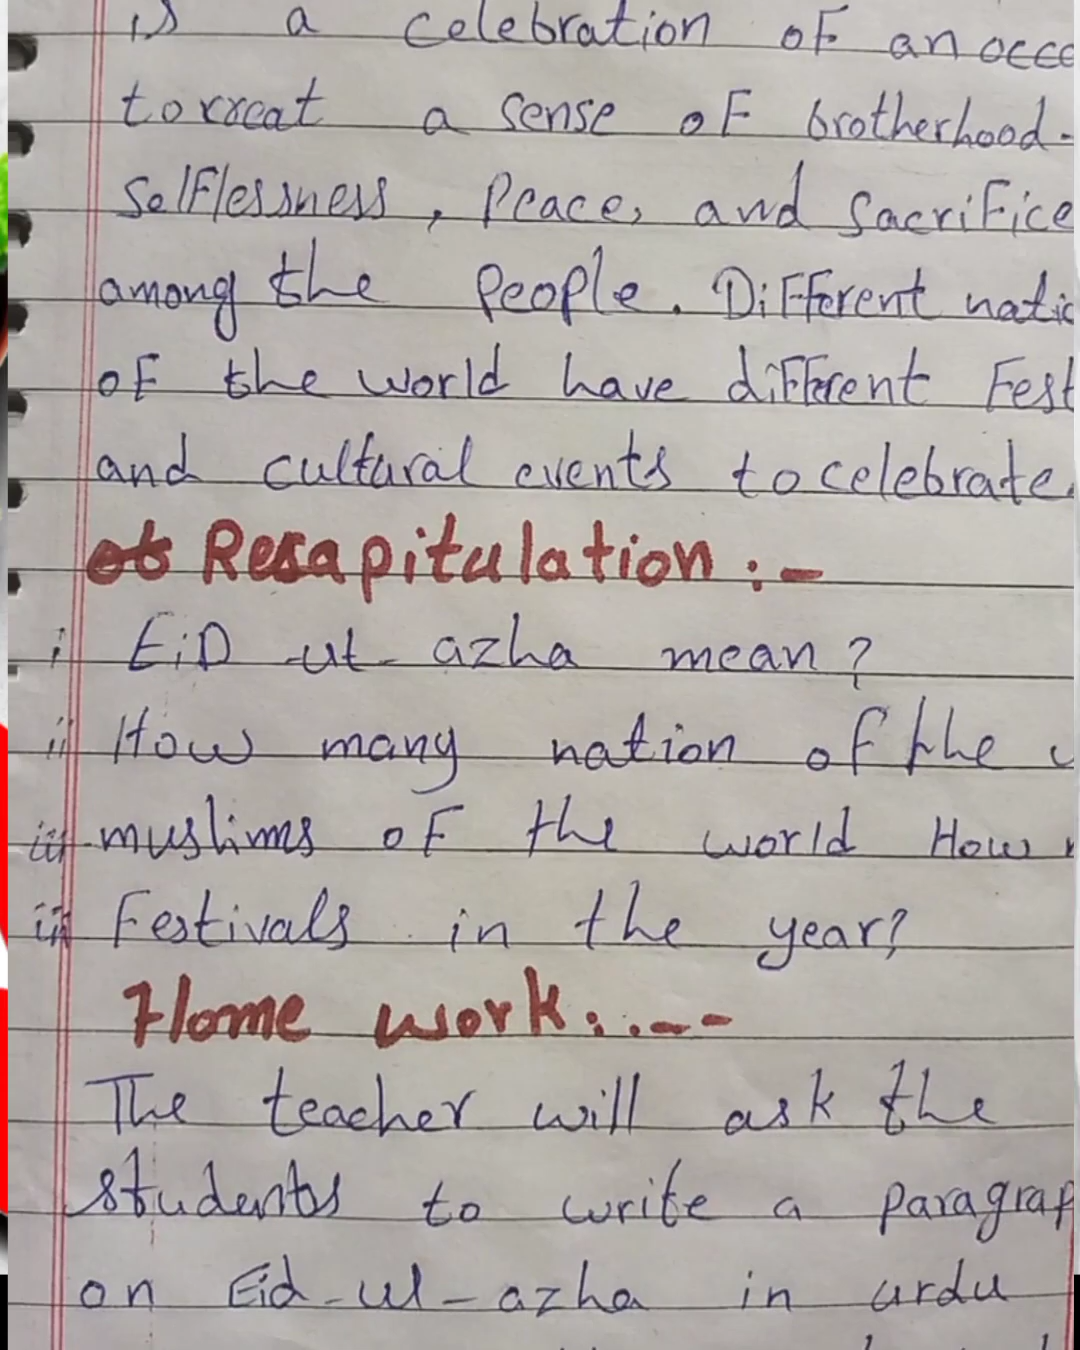 is a celebration of an occa
to creat a sense of brotherhood-
Selflessness, Peace, and Sacrifice
among the People. Different natio
of the world have different Fest
and cultural events to celebrate.
Resapitulation :-
i EiD -ut- azha mean?
ii How many nation of the w
iii muslims of the world How
iii Festivals in the year?
Home work:..--
The teacher will ask the
students to write a paragrap
on Eid-ul-azha in urdu